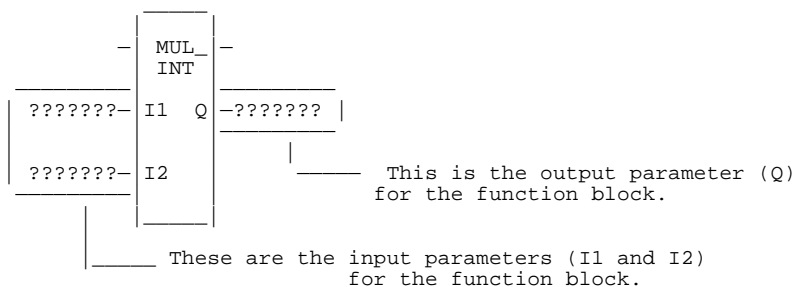 MUL_
INT
???????
I1 Q
???????
???????
I2
This is the output parameter (Q)
for the function block.
These are the input parameters (I1 and I2)
for the function block.